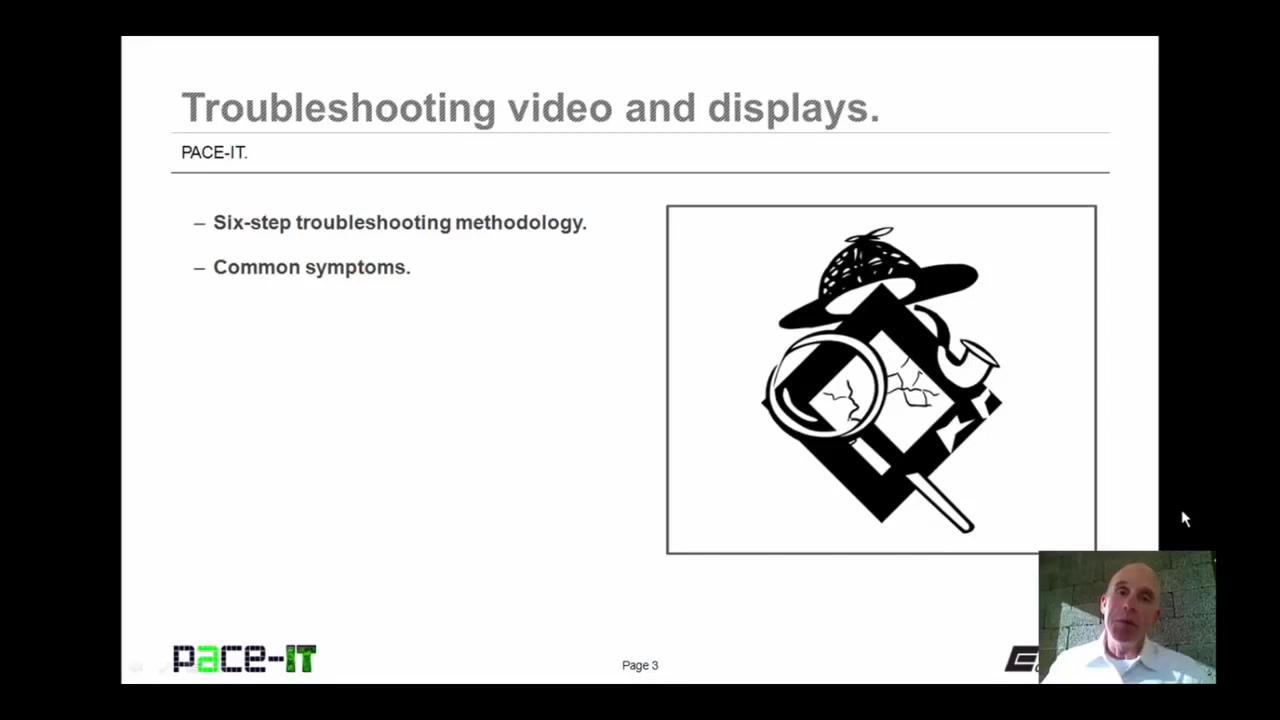 Troubleshooting video and displays.
PACE-IT.
– Six-step troubleshooting methodology.
– Common symptoms.
pace-IT
Page 3